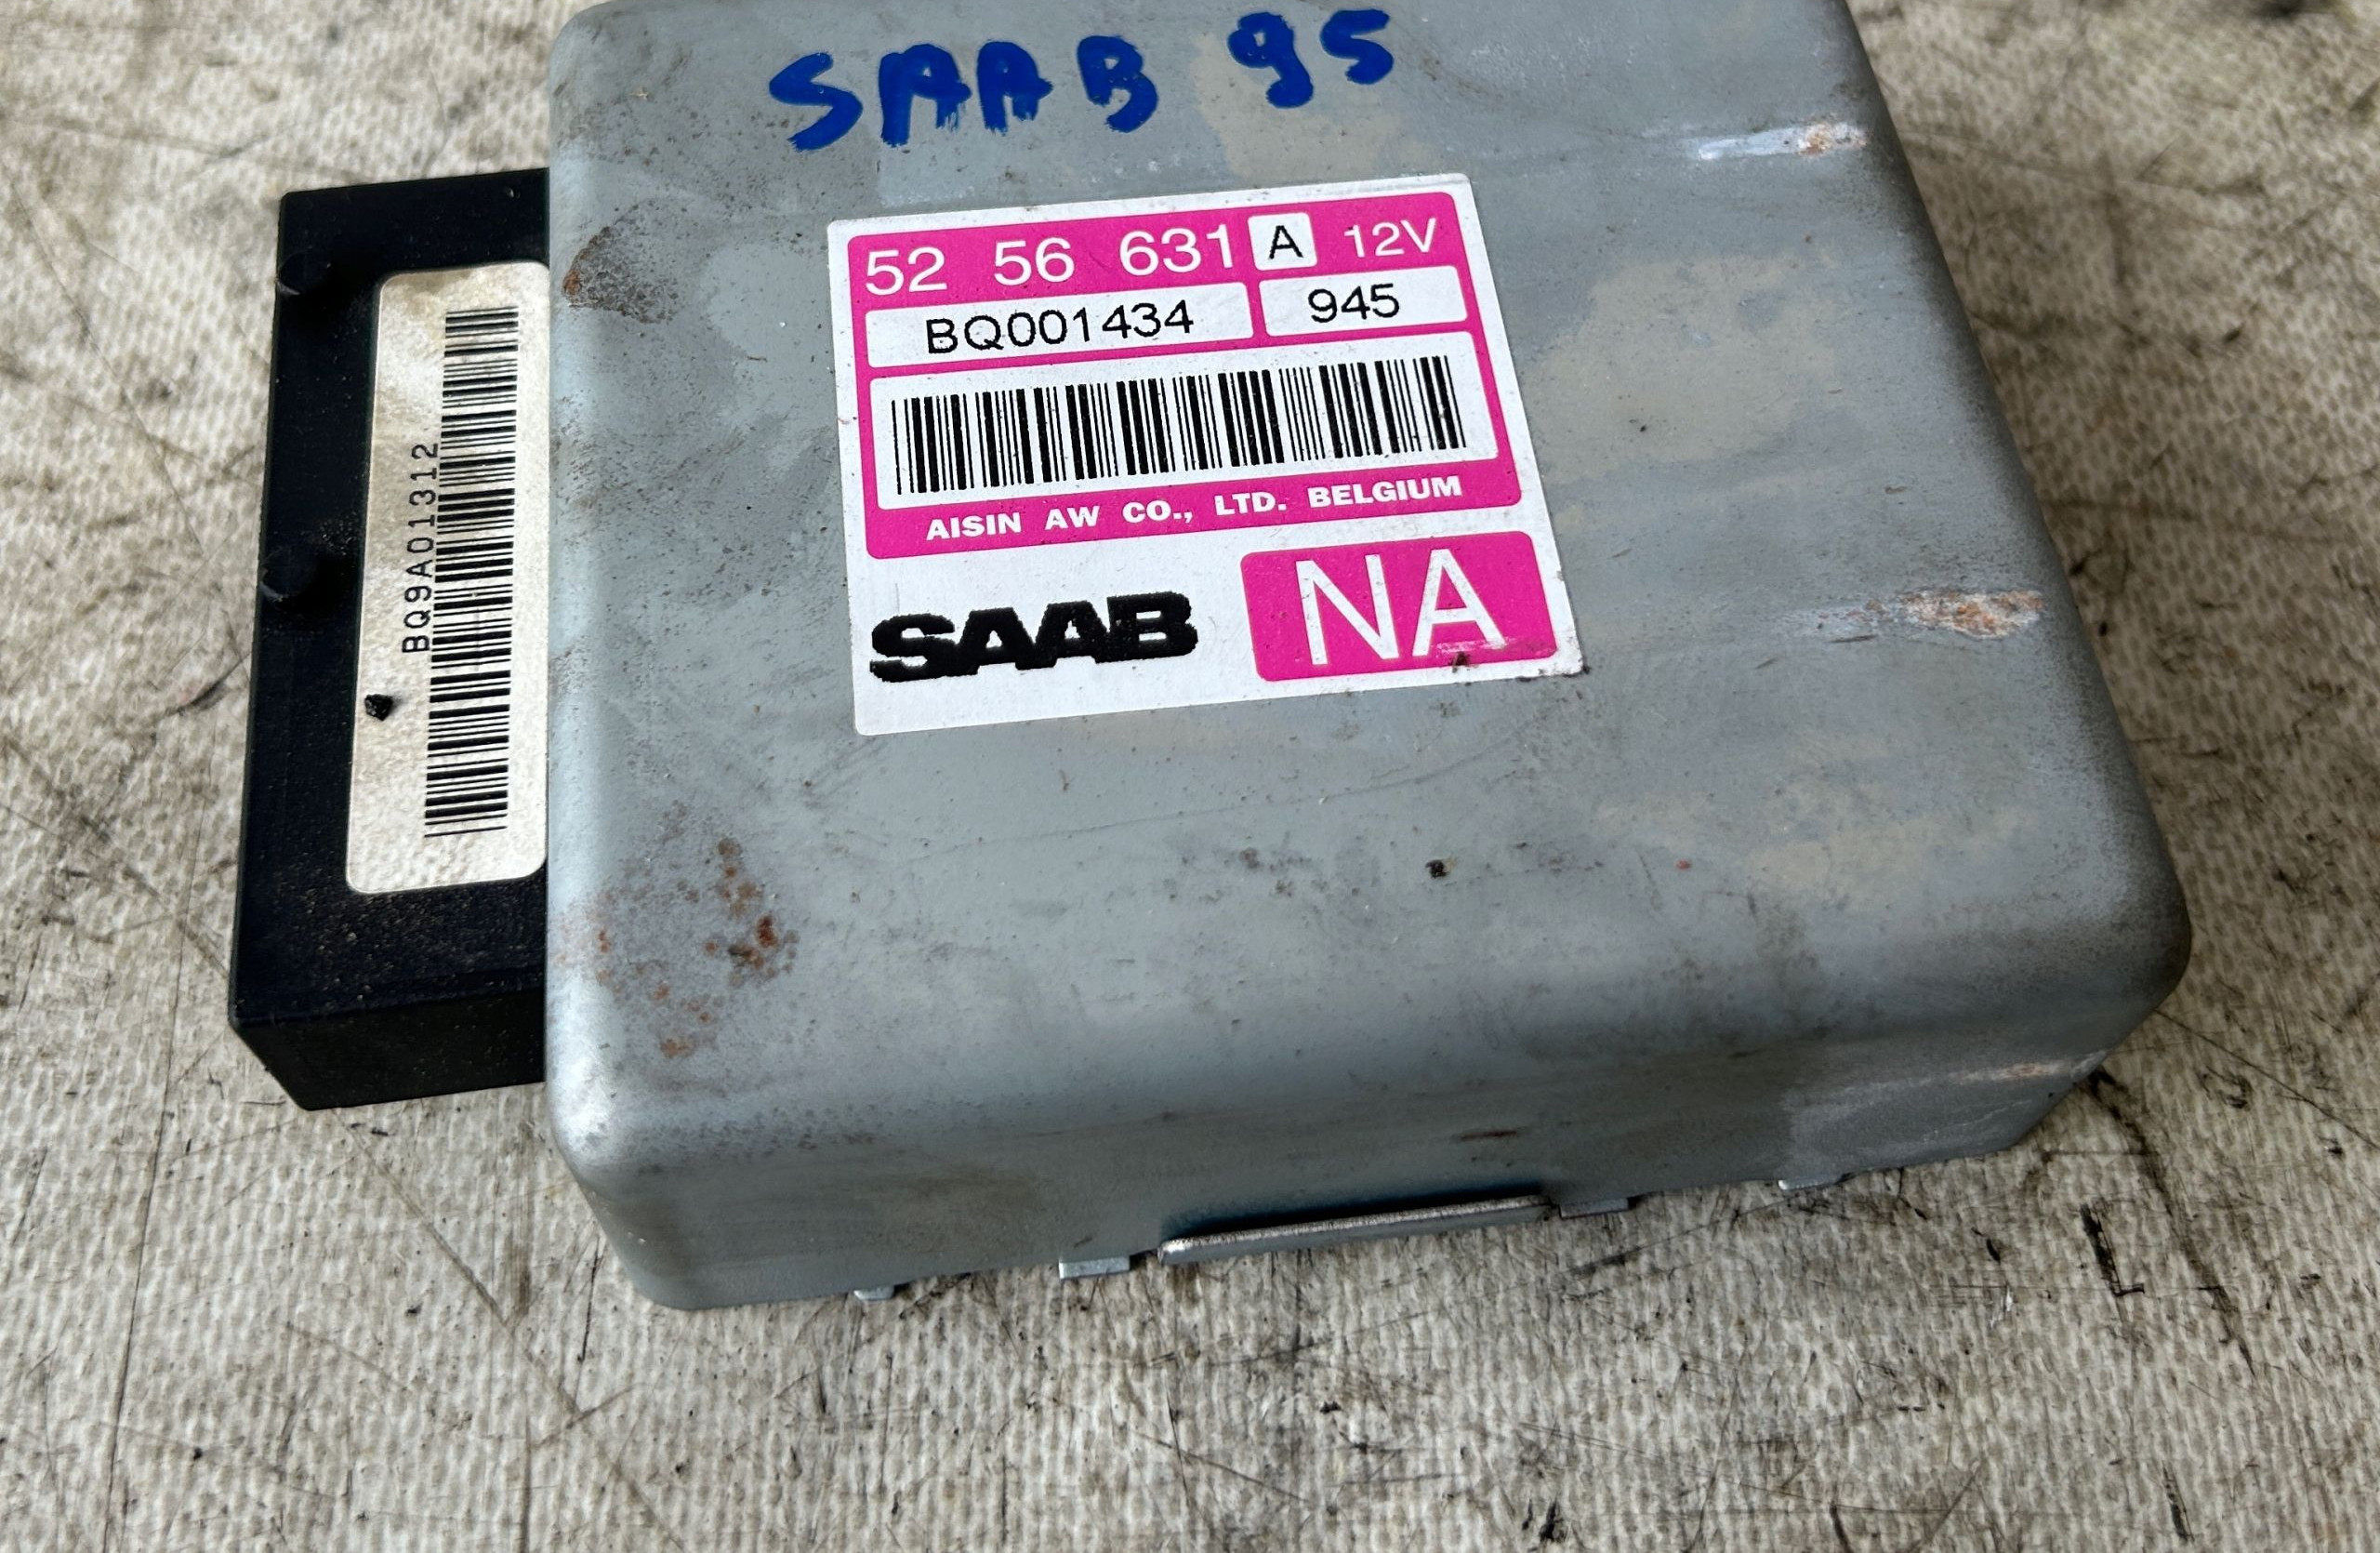 SAAB 95
52 56 631 A 12V
BQ001434 945
AISIN AW CO., LTD. BELGIUM
SAAB NA
BQ9A01312